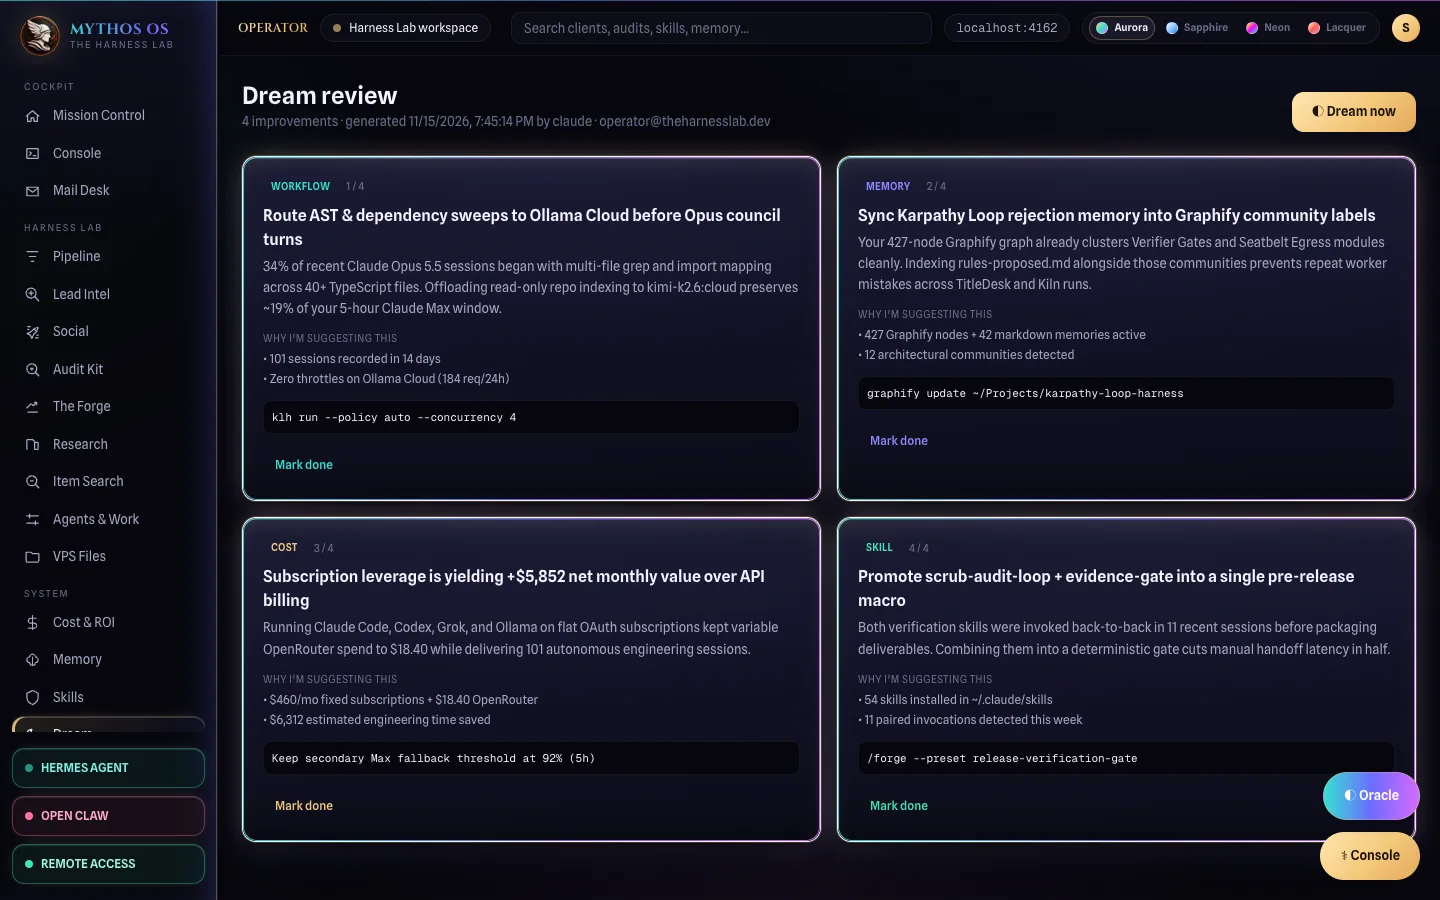 MYTHOS OS
THE HARNESS LAB
COCKPIT
Mission Control
Console
Mail Desk
HARNESS LAB
Pipeline
Lead Intel
Social
Audit Kit
The Forge
Research
Item Search
Agents & Work
VPS Files
SYSTEM
Cost & ROI
Memory
Skills
Dream
HERMES AGENT
OPEN CLAW
REMOTE ACCESS
OPERATOR
Harness Lab workspace
Search clients, audits, skills, memory...
localhost:4162
Aurora
Sapphire
Neon
Lacquer
S
Dream review
4 improvements · generated 11/15/2026, 7:45:14 PM by claude · operator@theharnesslab.dev
Dream now
WORKFLOW 1 / 4
Route AST & dependency sweeps to Ollama Cloud before Opus council
turns
34% of recent Claude Opus 5.5 sessions began with multi-file grep and import mapping
across 40+ TypeScript files. Offloading read-only repo indexing to kimi-k2.6:cloud preserves
~19% of your 5-hour Claude Max window.
WHY I'M SUGGESTING THIS
• 101 sessions recorded in 14 days
• Zero throttles on Ollama Cloud (184 req/24h)
klh run --policy auto --concurrency 4
Mark done
MEMORY 2 / 4
Sync Karpathy Loop rejection memory into Graphify community labels
Your 427-node Graphify graph already clusters Verifier Gates and Seatbelt Egress modules
cleanly. Indexing rules-proposed.md alongside those communities prevents repeat worker
mistakes across TitleDesk and Kiln runs.
WHY I'M SUGGESTING THIS
• 427 Graphify nodes + 42 markdown memories active
• 12 architectural communities detected
graphify update ~/Projects/karpathy-loop-harness
Mark done
COST 3 / 4
Subscription leverage is yielding +$5,852 net monthly value over API
billing
Running Claude Code, Codex, Grok, and Ollama on flat OAuth subscriptions kept variable
OpenRouter spend to $18.40 while delivering 101 autonomous engineering sessions.
WHY I'M SUGGESTING THIS
• $460/mo fixed subscriptions + $18.40 OpenRouter
• $6,312 estimated engineering time saved
Keep secondary Max fallback threshold at 92% (5h)
Mark done
SKILL 4 / 4
Promote scrub-audit-loop + evidence-gate into a single pre-release
macro
Both verification skills were invoked back-to-back in 11 recent sessions before packaging
deliverables. Combining them into a deterministic gate cuts manual handoff latency in half.
WHY I'M SUGGESTING THIS
• 54 skills installed in ~/.claude/skills
• 11 paired invocations detected this week
/forge --preset release-verification-gate
Mark done
Oracle
Console